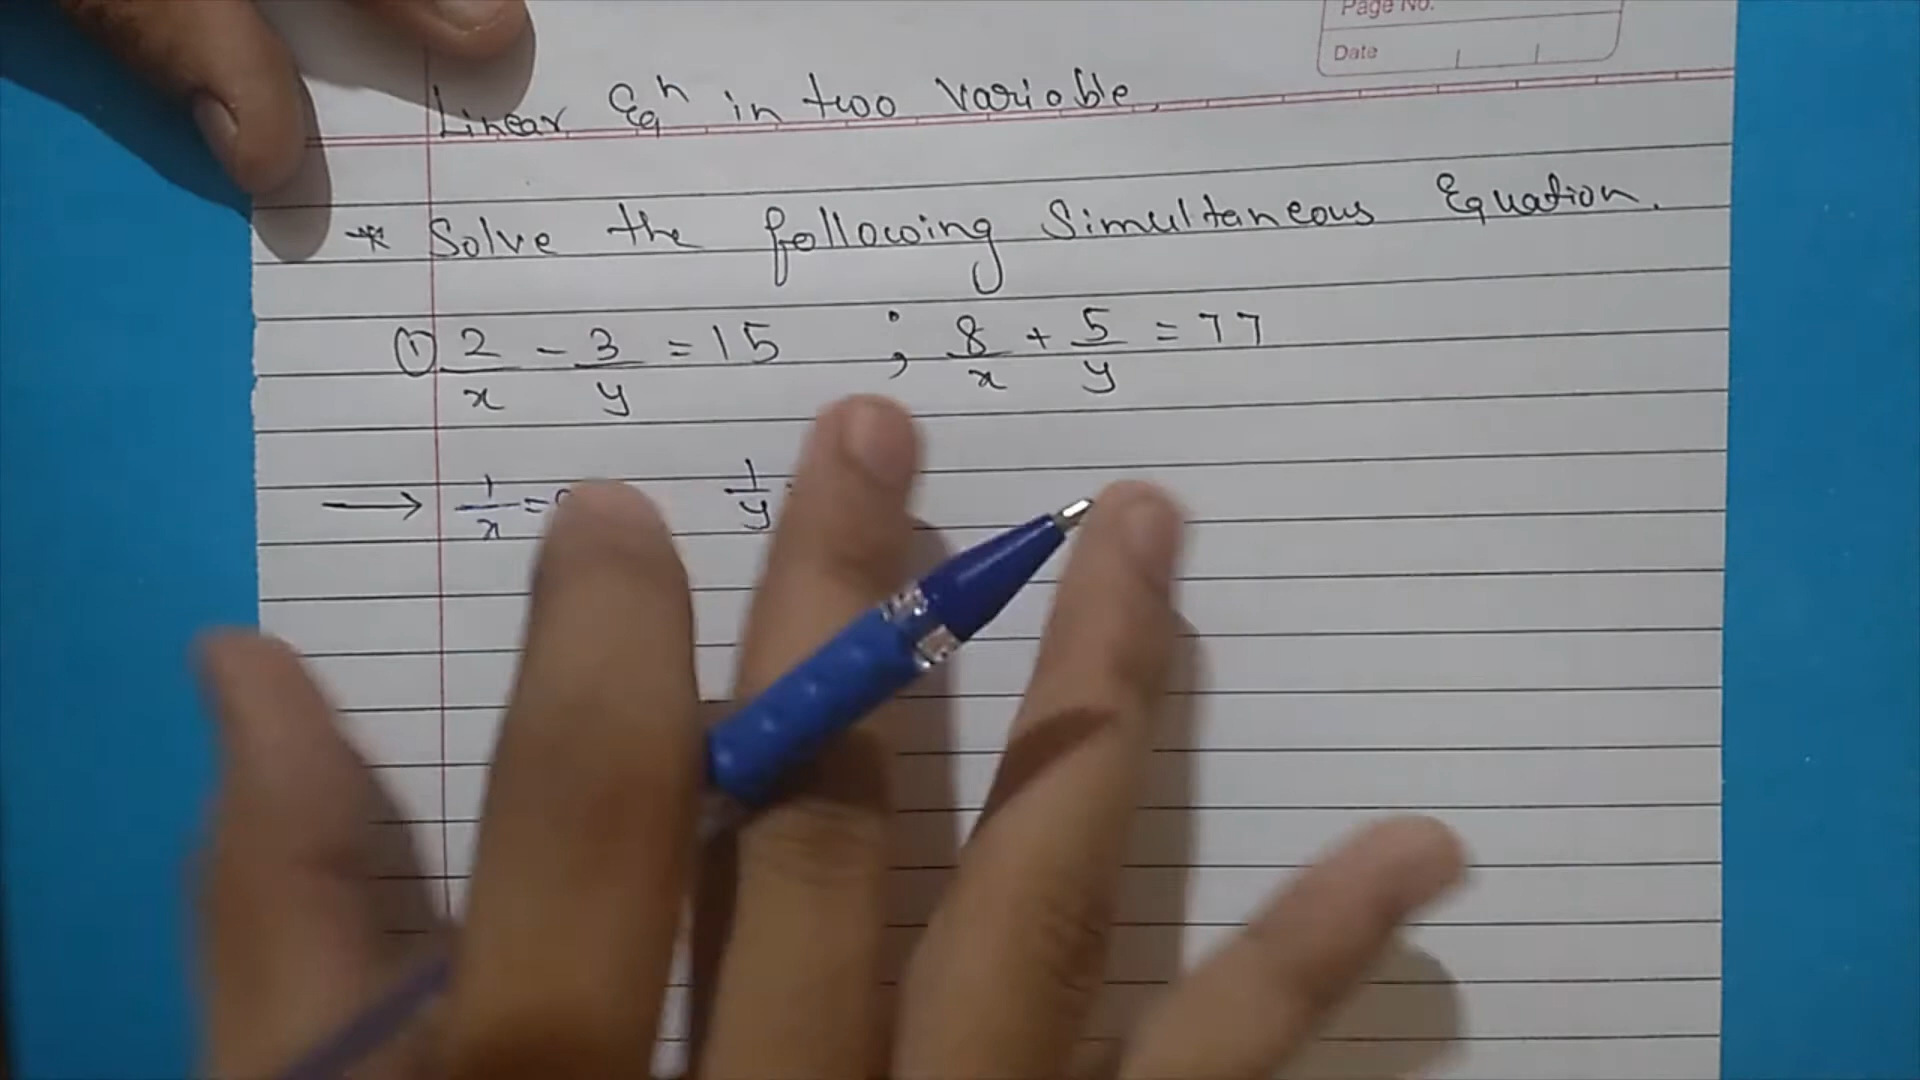 Page No.
Date
Linear Eqn in two variable.
* Solve the following Simultaneous Equation.
① 2/x - 3/y = 15 ; 8/x + 5/y = 77
→ 1/x = 1/y